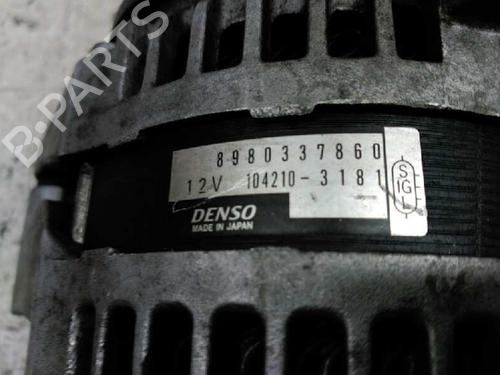 B-PARTS
8980337860
12V 104210-3181
S
IG
L
DENSO
MADE IN JAPAN